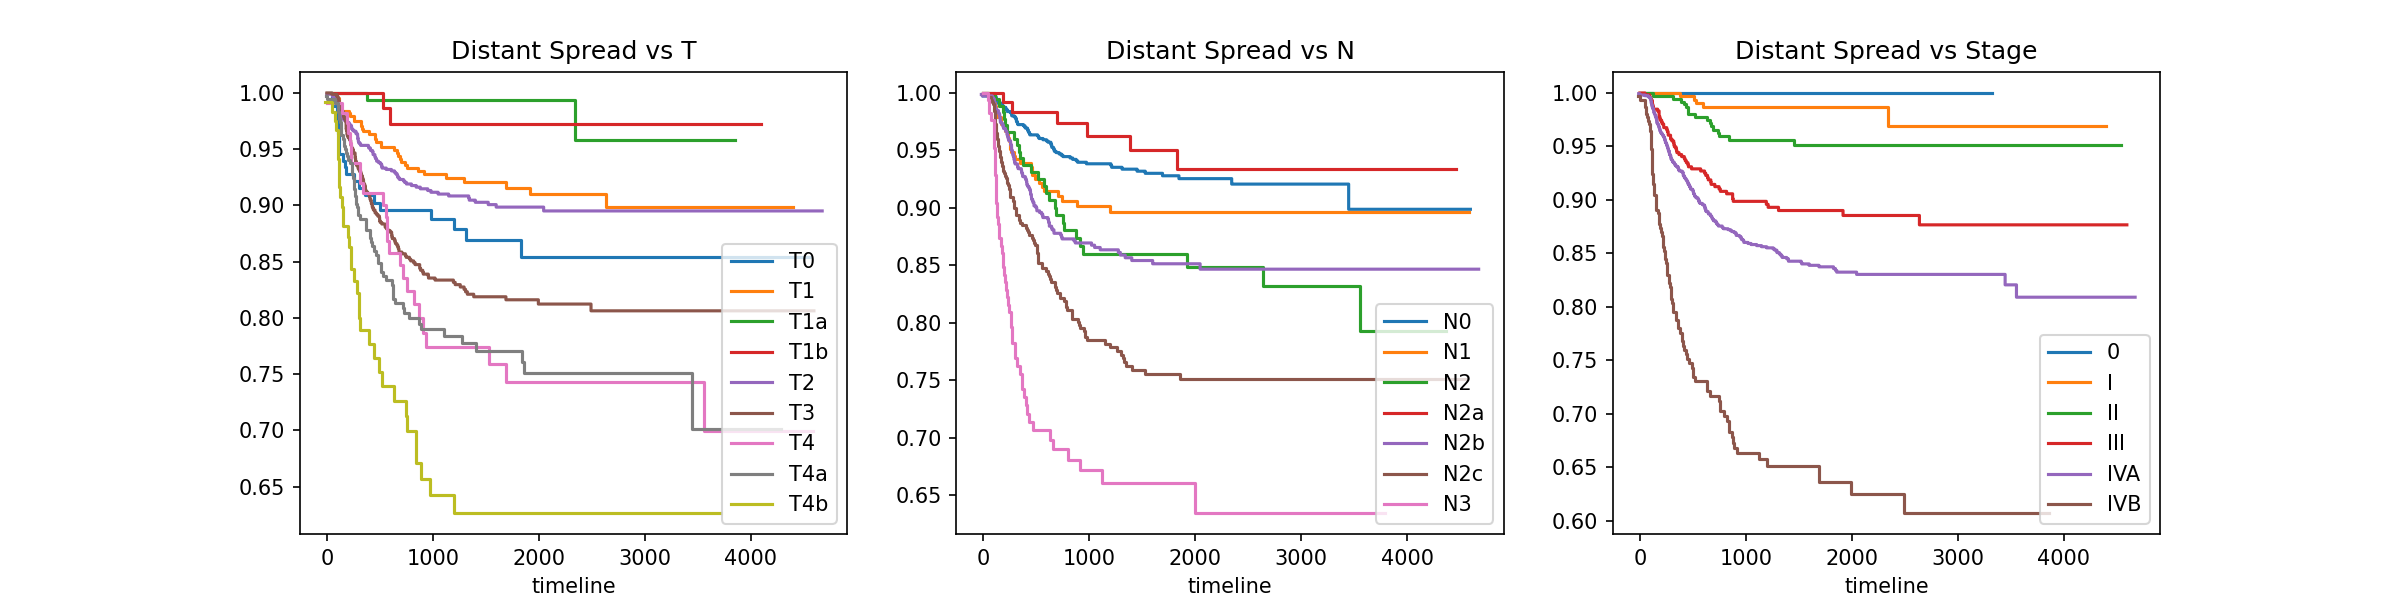 Distant Spread vs T
1.00
0.95
0.90
0.85
0.80
0.75
0.70
0.65
0 1000 2000 3000 4000
timeline
T0
T1
T1a
T1b
T2
T3
T4
T4a
T4b
Distant Spread vs N
1.00
0.95
0.90
0.85
0.80
0.75
0.70
0.65
0 1000 2000 3000 4000
timeline
N0
N1
N2
N2a
N2b
N2c
N3
Distant Spread vs Stage
1.00
0.95
0.90
0.85
0.80
0.75
0.70
0.65
0.60
0 1000 2000 3000 4000
timeline
0
I
II
III
IVA
IVB